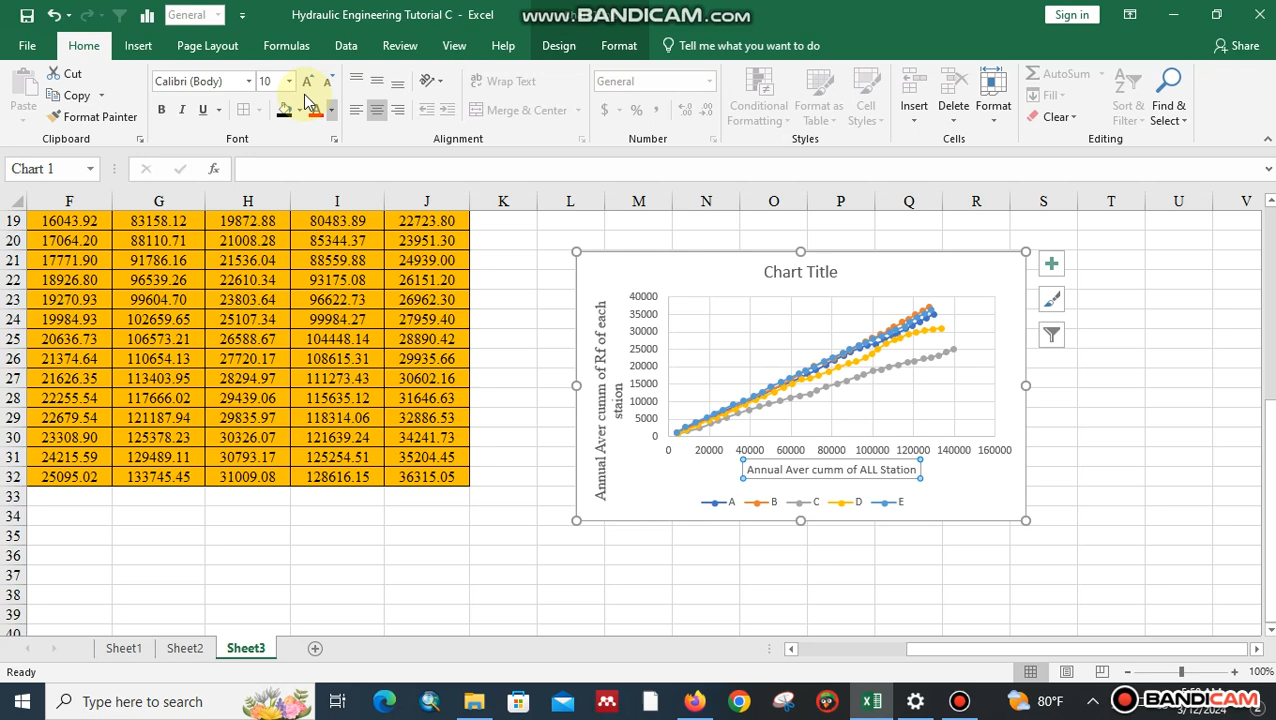 Hydraulic Engineering Tutorial C - Excel
www.BANDICAM.com
General
Sign in
File Home Insert Page Layout Formulas Data Review View Help Design Format Tell me what you want to do Share
Paste
Cut
Copy
Format Painter
Clipboard
Calibri (Body) 10
B I U
Font
Wrap Text
Merge & Center
Alignment
General
$ % ,
Number
Conditional Formatting
Format as Table
Cell Styles
Styles
Insert Delete Format
Cells
AutoSum
Fill
Clear
Sort & Filter
Find & Select
Editing
Chart 1
fx
F G H I J K L M N O P Q R S T U V
19 16043.92 83158.12 19872.88 80483.89 22723.80
20 17064.20 88110.71 21008.28 85344.37 23951.30
21 17771.90 91786.16 21536.04 88559.88 24939.00
22 18926.80 96539.26 22610.34 93175.08 26151.20
23 19270.93 99604.70 23803.64 96622.73 26962.30
24 19984.93 102659.65 25107.34 99984.27 27959.40
25 20636.73 106573.21 26588.67 104448.14 28890.42
26 21374.64 110654.13 27720.17 108615.31 29935.66
27 21626.35 113403.95 28294.97 111273.43 30602.16
28 22255.54 117666.02 29439.06 115635.12 31646.63
29 22679.54 121187.94 29835.97 118314.06 32886.53
30 23308.90 125378.23 30326.07 121639.24 34241.73
31 24215.59 129489.11 30793.17 125254.51 35204.45
32 25095.02 133745.45 31009.08 128616.15 36315.05
33
34
35
36
37
38
39
40
Chart Title
Annual Aver cumm of Rf of each
staion
40000
35000
30000
25000
20000
15000
10000
5000
0
0 20000 40000 60000 80000 100000 120000 140000 160000
Annual Aver cumm of ALL Station
A B C D E
Sheet1 Sheet2 Sheet3
Ready
100%
Type here to search
80°F
3/12/2024
BANDICAM